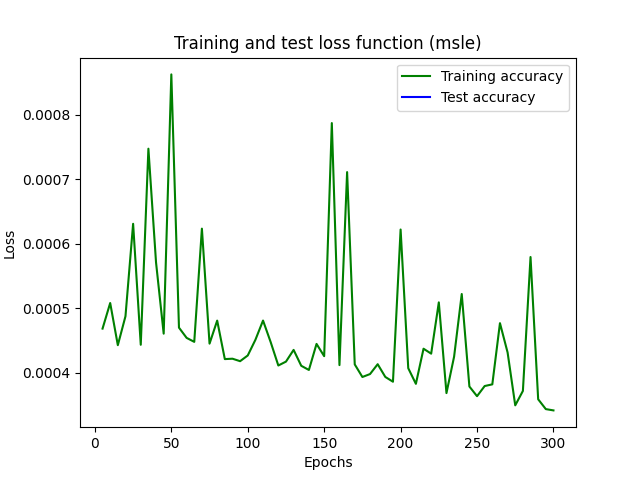 Training and test loss function (msle)
Training accuracy
Test accuracy
0.0008
0.0007
0.0006
0.0005
0.0004
Loss
0 50 100 150 200 250 300
Epochs